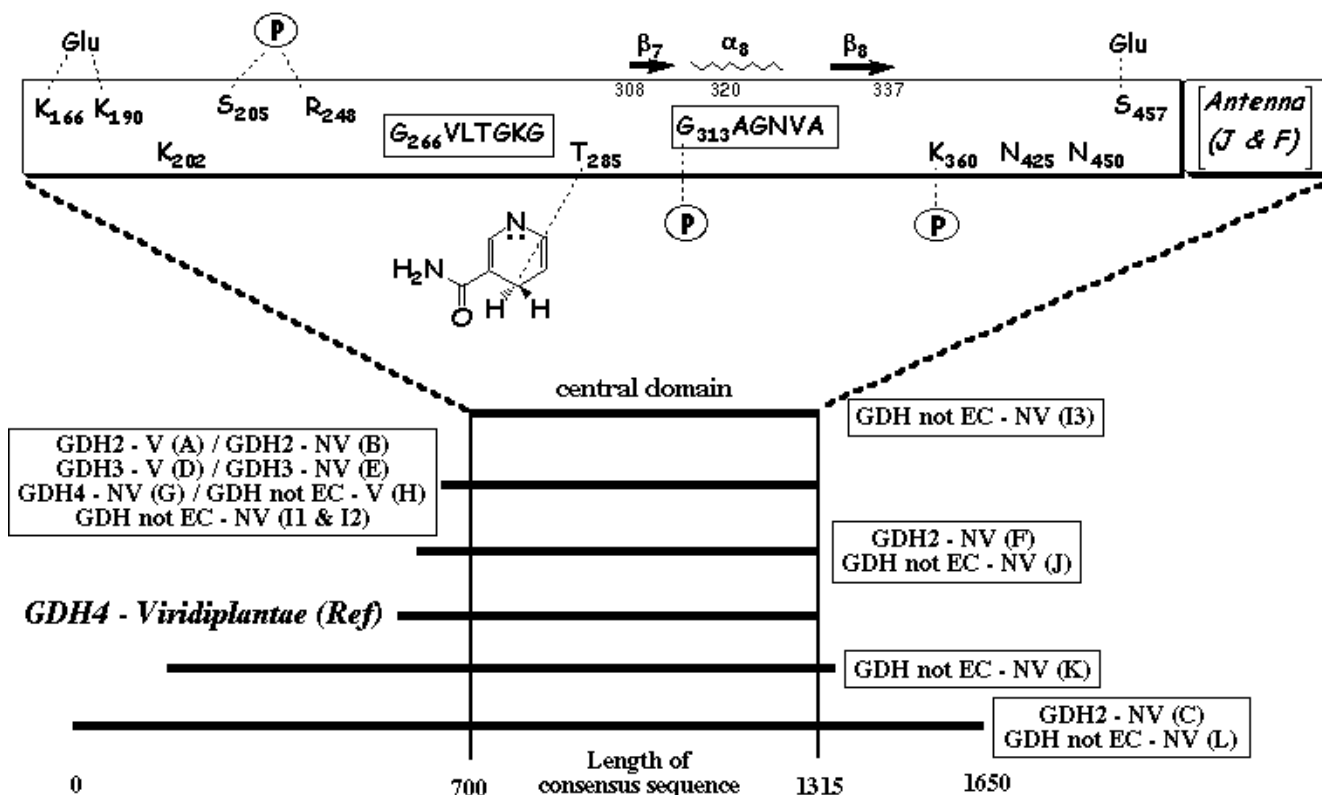 Glu
P
β7
α8
β8
Glu
308
320
337
K166 K190
S205
R248
S457
[Antenna
(J & F)]
K202
G266VLTGKG
G313AGNVA
T285
K360 N425 N450
P
P
N
H2N
O
H H
central domain
GDH not EC - NV (I3)
GDH2 - V (A) / GDH2 - NV (B)
GDH3 - V (D) / GDH3 - NV (E)
GDH4 - NV (G) / GDH not EC - V (H)
GDH not EC - NV (I1 & I2)
GDH2 - NV (F)
GDH not EC - NV (J)
GDH4 - Viridiplantae (Ref)
GDH not EC - NV (K)
GDH2 - NV (C)
GDH not EC - NV (L)
0
700
Length of
consensus sequence
1315
1650